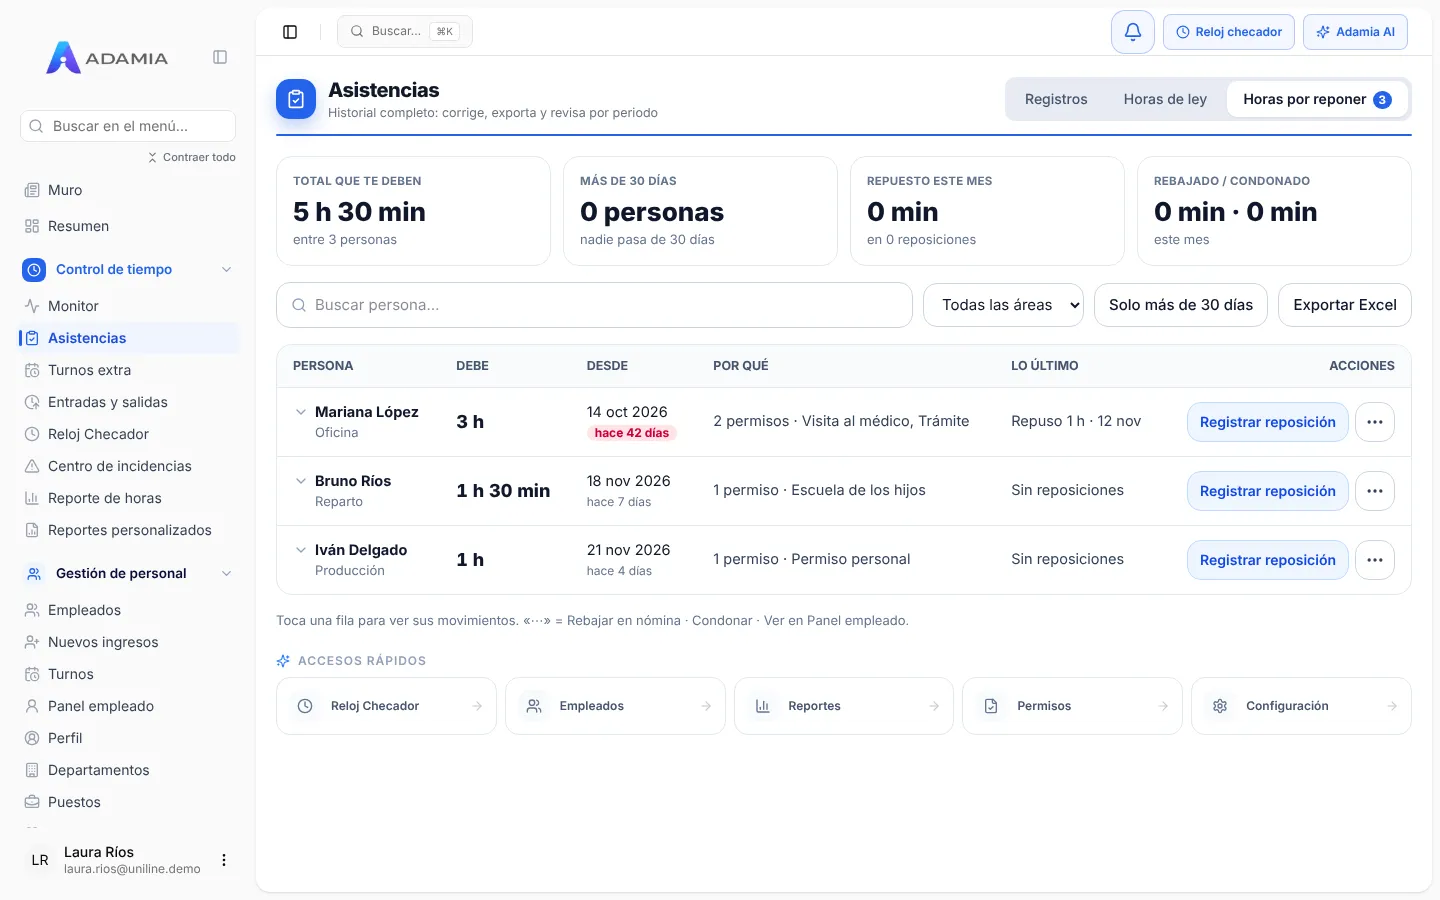 ADAMIA
Buscar en el menú...
Contraer todo
Muro
Resumen
Control de tiempo
Monitor
Asistencias
Turnos extra
Entradas y salidas
Reloj Checador
Centro de incidencias
Reporte de horas
Reportes personalizados
Gestión de personal
Empleados
Nuevos ingresos
Turnos
Panel empleado
Perfil
Departamentos
Puestos
LR
Laura Ríos
laura.rios@uniline.demo
Buscar... ⌘K
Reloj checador
Adamia AI
Asistencias
Historial completo: corrige, exporta y revisa por periodo
Registros
Horas de ley
Horas por reponer 3
TOTAL QUE TE DEBEN
5 h 30 min
entre 3 personas
MÁS DE 30 DÍAS
0 personas
nadie pasa de 30 días
REPUESTO ESTE MES
0 min
en 0 reposiciones
REBAJADO / CONDONADO
0 min · 0 min
este mes
Buscar persona...
Todas las áreas
Solo más de 30 días
Exportar Excel
PERSONA DEBE DESDE POR QUÉ LO ÚLTIMO ACCIONES
Mariana López
Oficina
3 h
14 oct 2026
hace 42 días
2 permisos · Visita al médico, Trámite
Repuso 1 h · 12 nov
Registrar reposición
Bruno Ríos
Reparto
1 h 30 min
18 nov 2026
hace 7 días
1 permiso · Escuela de los hijos
Sin reposiciones
Registrar reposición
Iván Delgado
Producción
1 h
21 nov 2026
hace 4 días
1 permiso · Permiso personal
Sin reposiciones
Registrar reposición
Toca una fila para ver sus movimientos. «···» = Rebajar en nómina · Condonar · Ver en Panel empleado.
ACCESOS RÁPIDOS
Reloj Checador
Empleados
Reportes
Permisos
Configuración